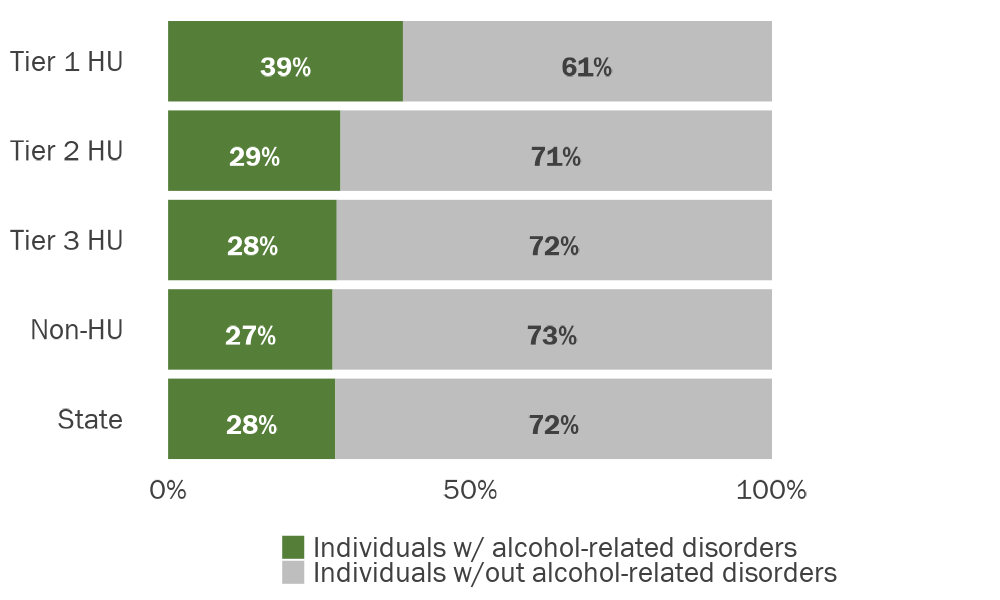 Tier 1 HU 39% 61%
Tier 2 HU 29% 71%
Tier 3 HU 28% 72%
Non-HU 27% 73%
State 28% 72%
0% 50% 100%
Individuals w/ alcohol-related disorders
Individuals w/out alcohol-related disorders